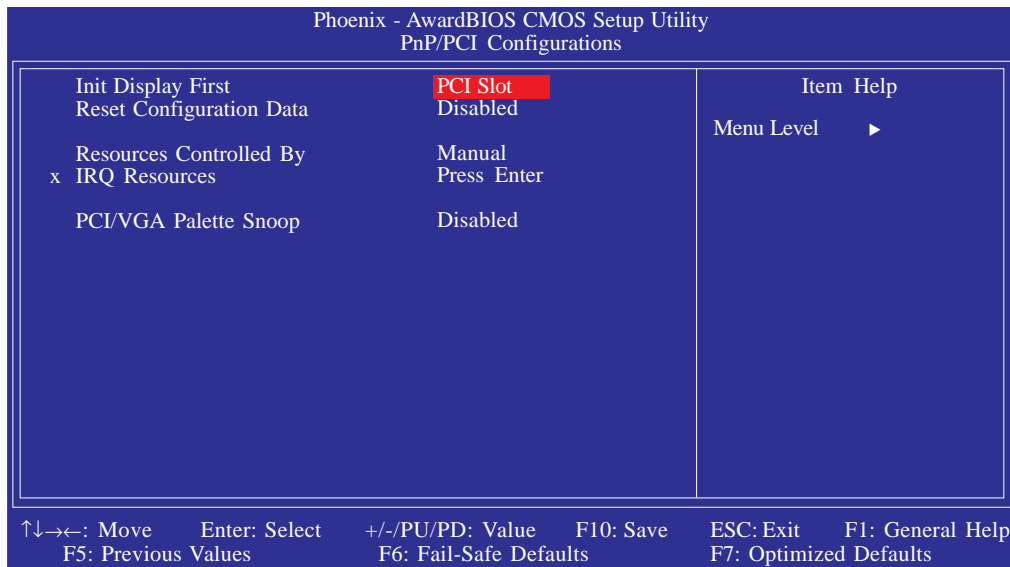 Phoenix - AwardBIOS CMOS Setup Utility
PnP/PCI Configurations
Init Display First PCI Slot
Reset Configuration Data Disabled
Resources Controlled By Manual
x IRQ Resources Press Enter
PCI/VGA Palette Snoop Disabled
Item Help
Menu Level ▶
↑↓→←: Move Enter: Select +/-/PU/PD: Value F10: Save ESC: Exit F1: General Help
F5: Previous Values F6: Fail-Safe Defaults F7: Optimized Defaults